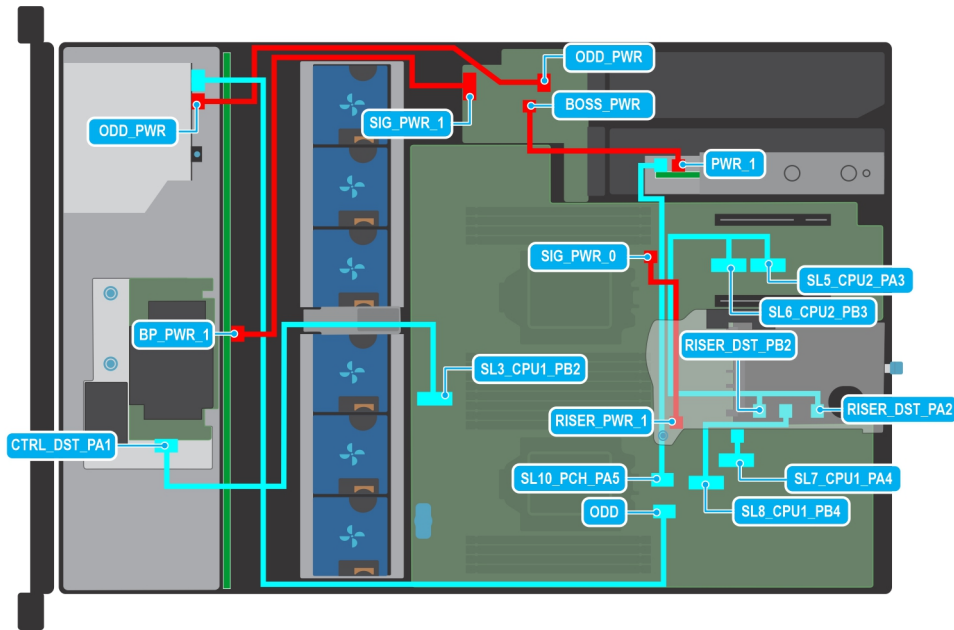 ODD_PWR
ODD_PWR
SIG_PWR_1
BOSS_PWR
PWR_1
SIG_PWR_0
SL5_CPU2_PA3
SL6_CPU2_PB3
BP_PWR_1
RISER_DST_PB2
SL3_CPU1_PB2
RISER_DST_PA2
RISER_PWR_1
CTRL_DST_PA1
SL10_PCH_PA5
SL7_CPU1_PA4
ODD
SL8_CPU1_PB4